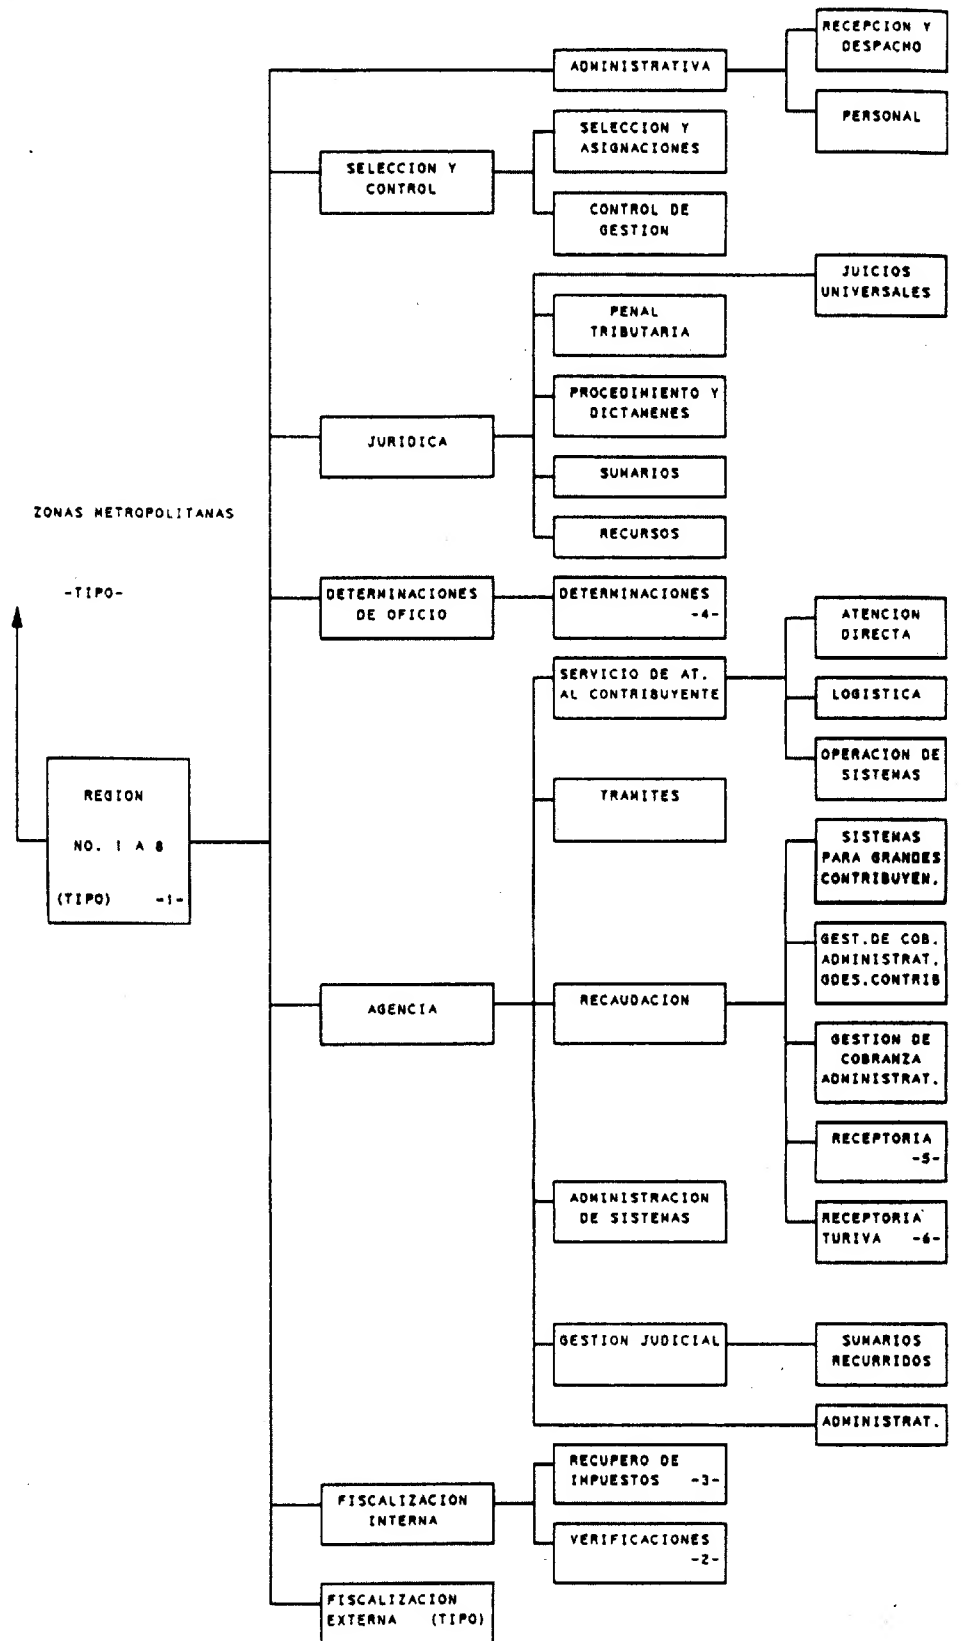 RECEPCION Y
DESPACHO
ADMINISTRATIVA
PERSONAL
SELECCION Y
ASIGNACIONES
SELECCION Y
CONTROL
CONTROL DE
GESTION
JUICIOS
UNIVERSALES
PENAL
TRIBUTARIA
PROCEDIMIENTO Y
DICTAMENES
JURIDICA
SUMARIOS
RECURSOS
ZONAS METROPOLITANAS
-TIPO-
DETERMINACIONES
DE OFICIO
DETERMINACIONES
-4-
ATENCION
DIRECTA
SERVICIO DE AT.
AL CONTRIBUYENTE
LOGISTICA
OPERACION DE
SISTEMAS
TRAMITES
REGION
NO. 1 A 8
(TIPO) -1-
SISTEMAS
PARA GRANDES
CONTRIBUYEN.
GEST.DE COB.
ADMINISTRAT.
GDES.CONTRIB
AGENCIA
RECAUDACION
GESTION DE
COBRANZA
ADMINISTRAT.
RECEPTORIA
-5-
ADMINISTRACION
DE SISTEMAS
RECEPTORIA
TURIVA -6-
GESTION JUDICIAL
SUMARIOS
RECURRIDOS
ADMINISTRAT.
RECUPERO DE
IMPUESTOS -3-
FISCALIZACION
INTERNA
VERIFICACIONES
-2-
FISCALIZACION
EXTERNA (TIPO)